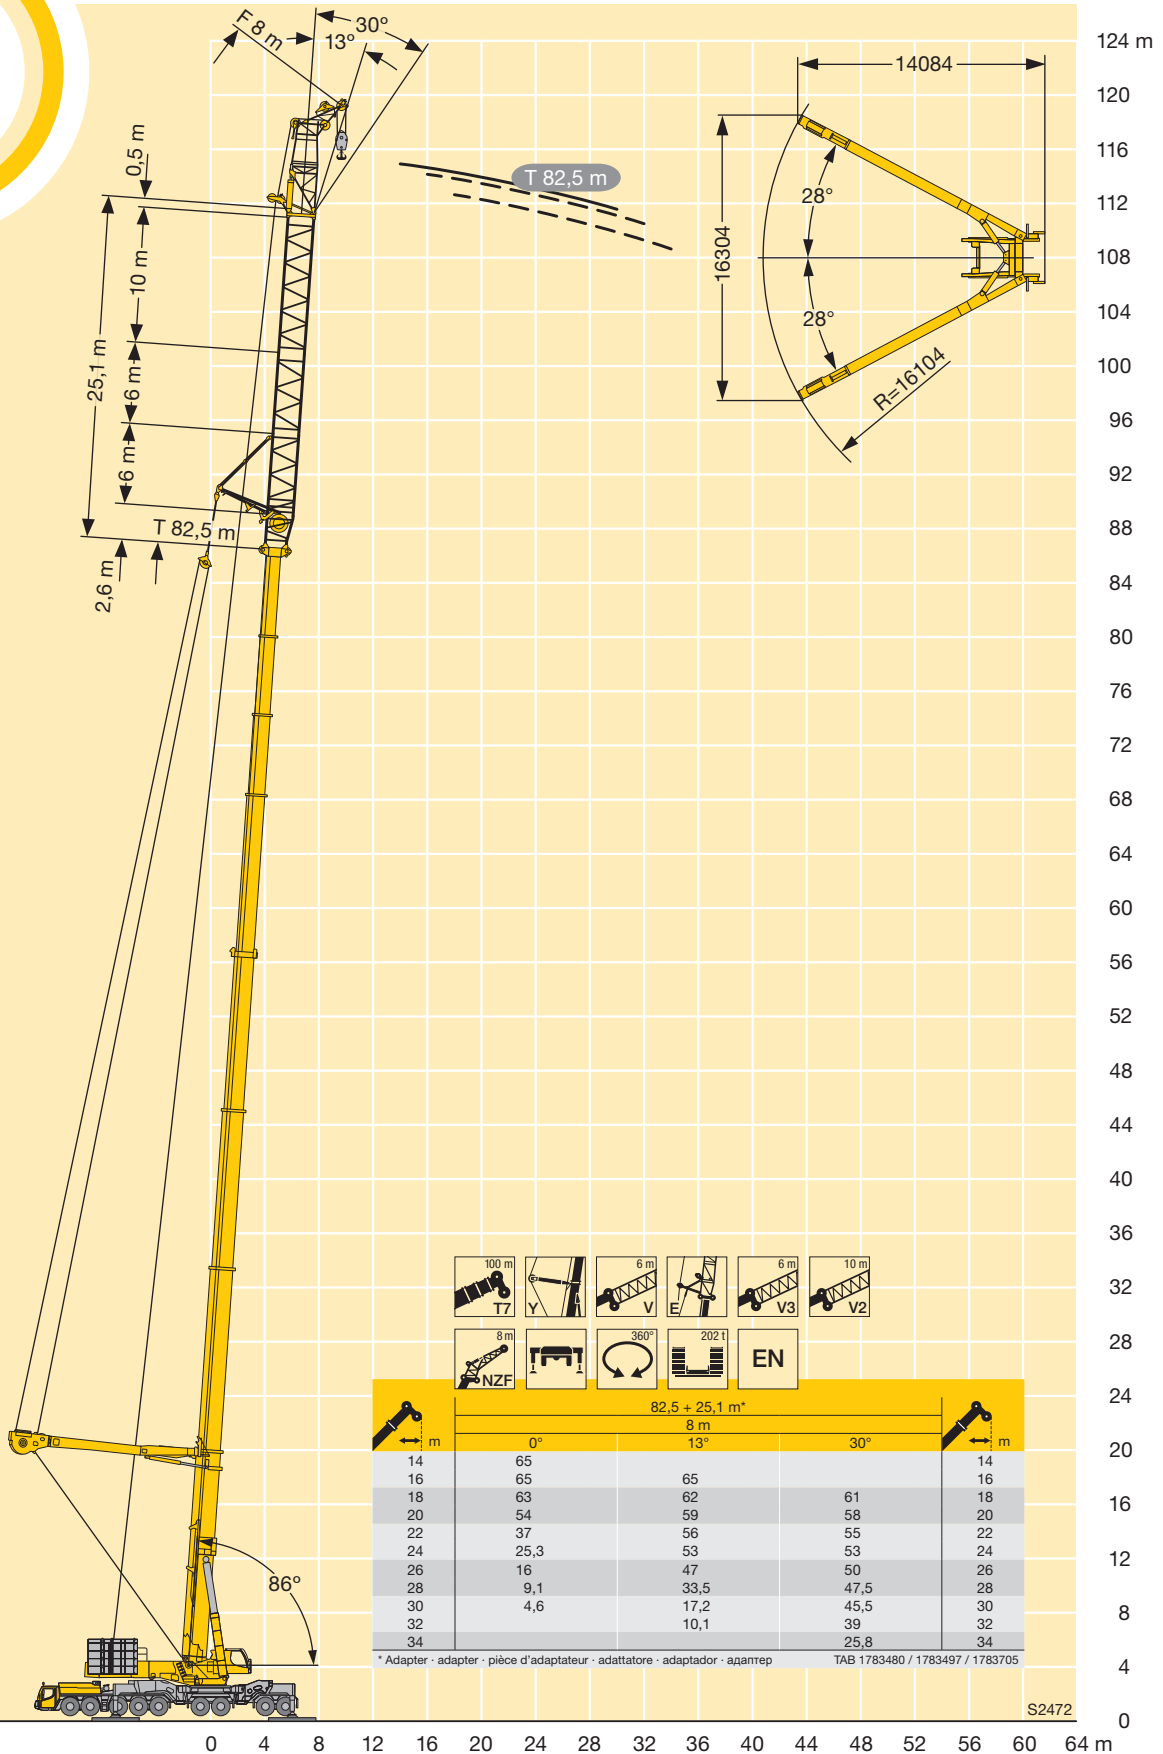 F 8 m
30°
13°
124 m
14084
0,5 m
120
116
T 82,5 m
28°
112
16304
108
10 m
28°
104
25,1 m
6 m
100
R=16104
96
6 m
92
T 82,5 m
88
2,6 m
84
80
76
72
68
64
60
56
52
48
44
40
36
32
28
24
20
16
12
8
4
0
100 m
T7
Y
6 m
V
E
6 m
V3
10 m
V2
8 m
NZF
360°
202 t
EN
82,5 + 25,1 m*
8 m
m 0° 13° 30° m
14 65 14
16 65 65 16
18 63 62 61 18
20 54 59 58 20
22 37 56 55 22
24 25,3 53 53 24
26 16 47 50 26
28 9,1 33,5 47,5 28
30 4,6 17,2 45,5 30
32 10,1 39 32
34 25,8 34
* Adapter · adapter · pièce d'adaptateur · adattatore · adaptador · адаптер TAB 1783480 / 1783497 / 1783705
86°
S2472
0 4 8 12 16 20 24 28 32 36 40 44 48 52 56 60 64 m